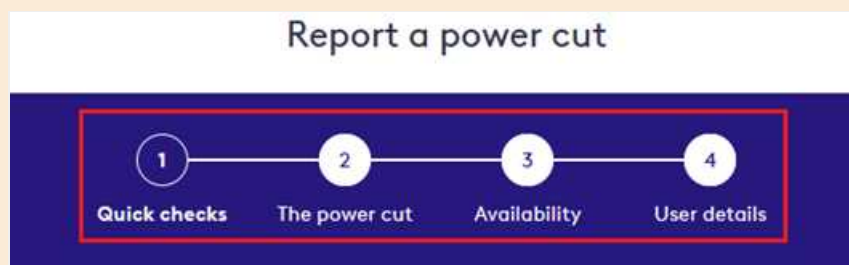 Report a power cut
1 2 3 4
Quick checks The power cut Availability User details